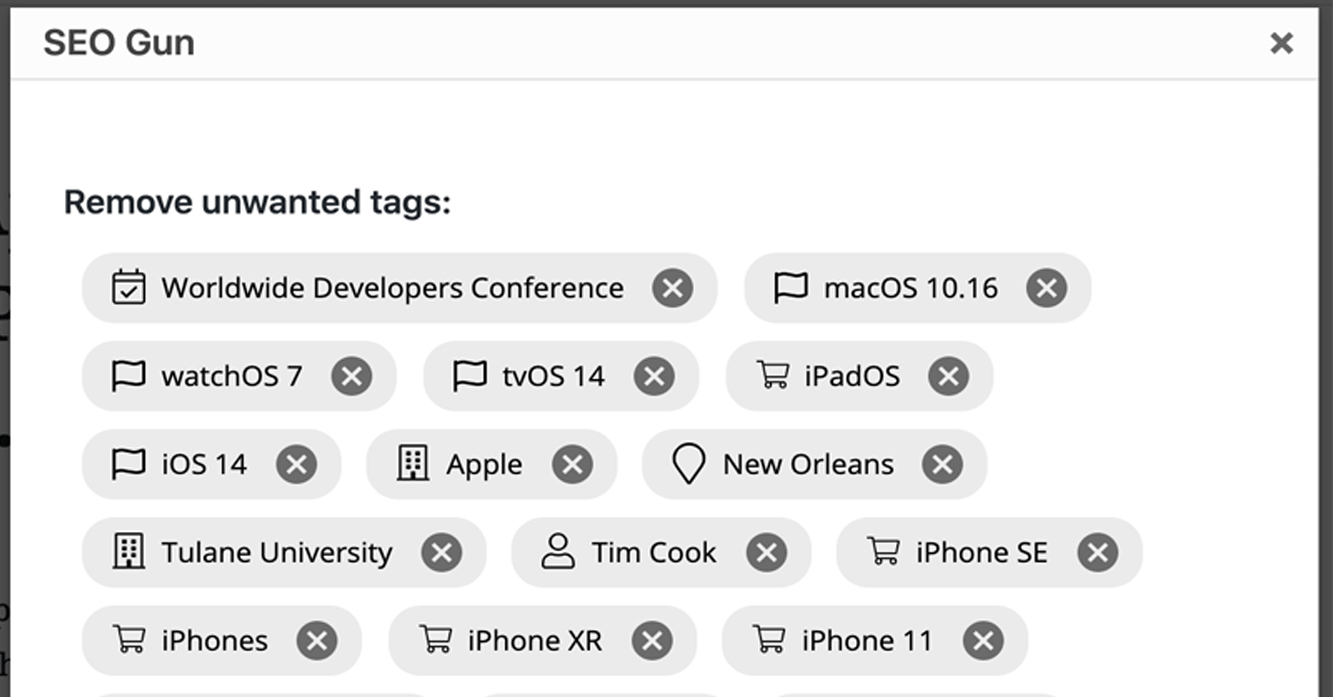 SEO Gun
Remove unwanted tags:
Worldwide Developers Conference macOS 10.16
watchOS 7 tvOS 14 iPadOS
iOS 14 Apple New Orleans
Tulane University Tim Cook iPhone SE
iPhones iPhone XR iPhone 11